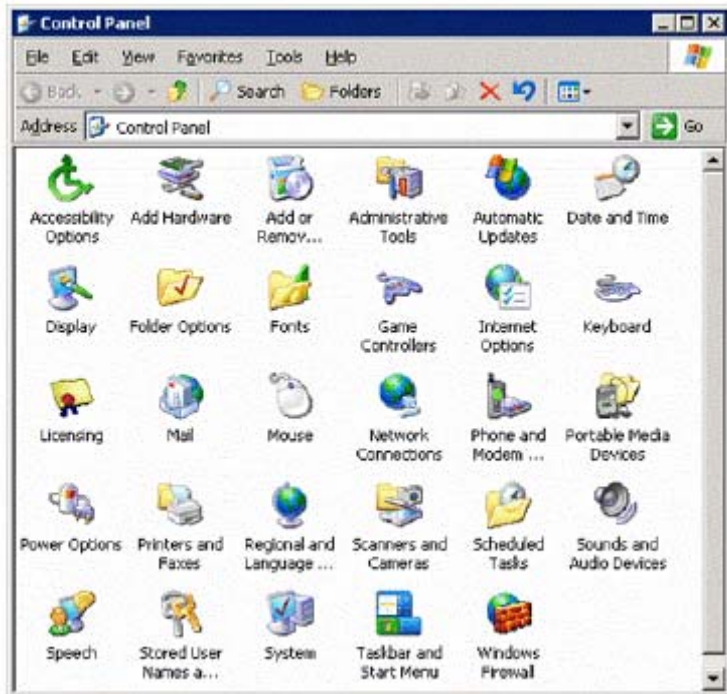 Control Panel
File Edit View Favorites Tools Help
Back Search Folders
Address Control Panel Go
Accessibility Options
Add Hardware
Add or Remov...
Administrative Tools
Automatic Updates
Date and Time
Display
Folder Options
Fonts
Game Controllers
Internet Options
Keyboard
Licensing
Mail
Mouse
Network Connections
Phone and Modem ...
Portable Media Devices
Power Options
Printers and Faxes
Regional and Language ...
Scanners and Cameras
Scheduled Tasks
Sounds and Audio Devices
Speech
Stored User Names a...
System
Taskbar and Start Menu
Windows Firewall